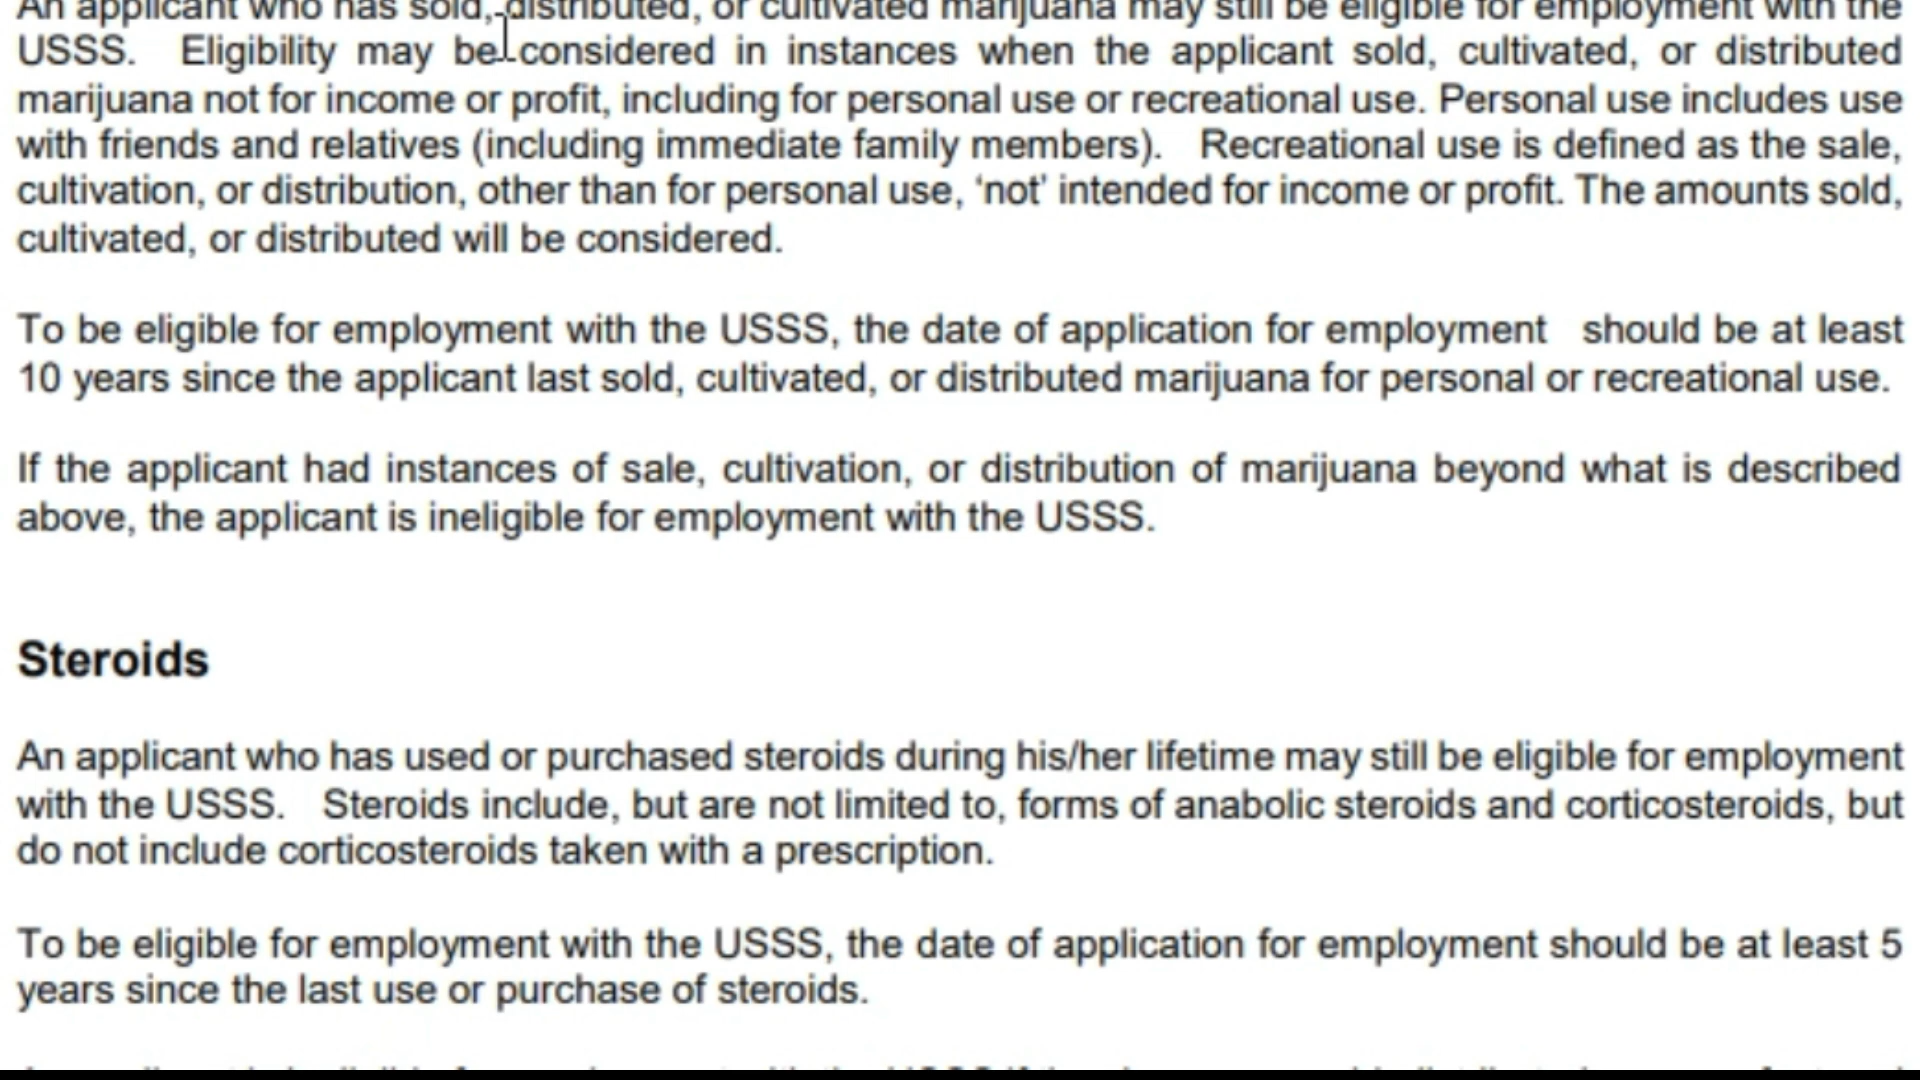 An applicant who has sold, distributed, or cultivated marijuana may still be eligible for employment with the
USSS. Eligibility may be considered in instances when the applicant sold, cultivated, or distributed
marijuana not for income or profit, including for personal use or recreational use. Personal use includes use
with friends and relatives (including immediate family members). Recreational use is defined as the sale,
cultivation, or distribution, other than for personal use, ‘not’ intended for income or profit. The amounts sold,
cultivated, or distributed will be considered.
To be eligible for employment with the USSS, the date of application for employment should be at least
10 years since the applicant last sold, cultivated, or distributed marijuana for personal or recreational use.
If the applicant had instances of sale, cultivation, or distribution of marijuana beyond what is described
above, the applicant is ineligible for employment with the USSS.
Steroids
An applicant who has used or purchased steroids during his/her lifetime may still be eligible for employment
with the USSS. Steroids include, but are not limited to, forms of anabolic steroids and corticosteroids, but
do not include corticosteroids taken with a prescription.
To be eligible for employment with the USSS, the date of application for employment should be at least 5
years since the last use or purchase of steroids.